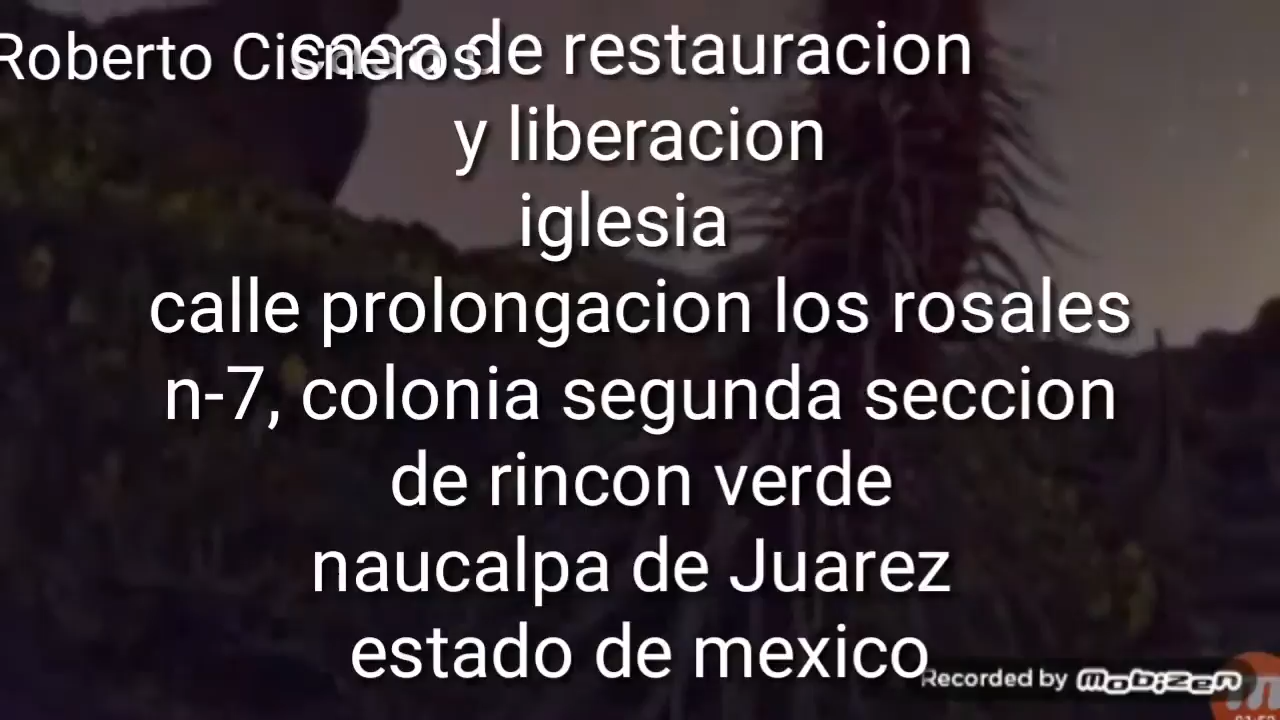 Roberto Cisneros
casa de restauracion
y liberacion
iglesia
calle prolongacion los rosales
n-7, colonia segunda seccion
de rincon verde
naucalpa de Juarez
estado de mexico
Recorded by mobizen